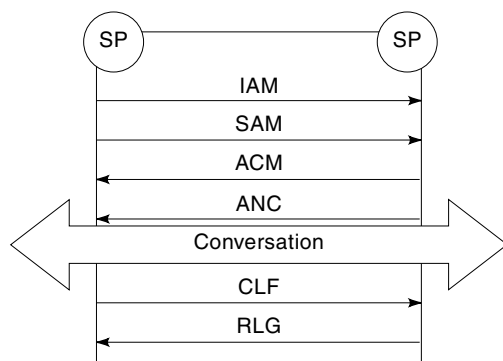 SP SP
IAM
SAM
ACM
ANC
Conversation
CLF
RLG